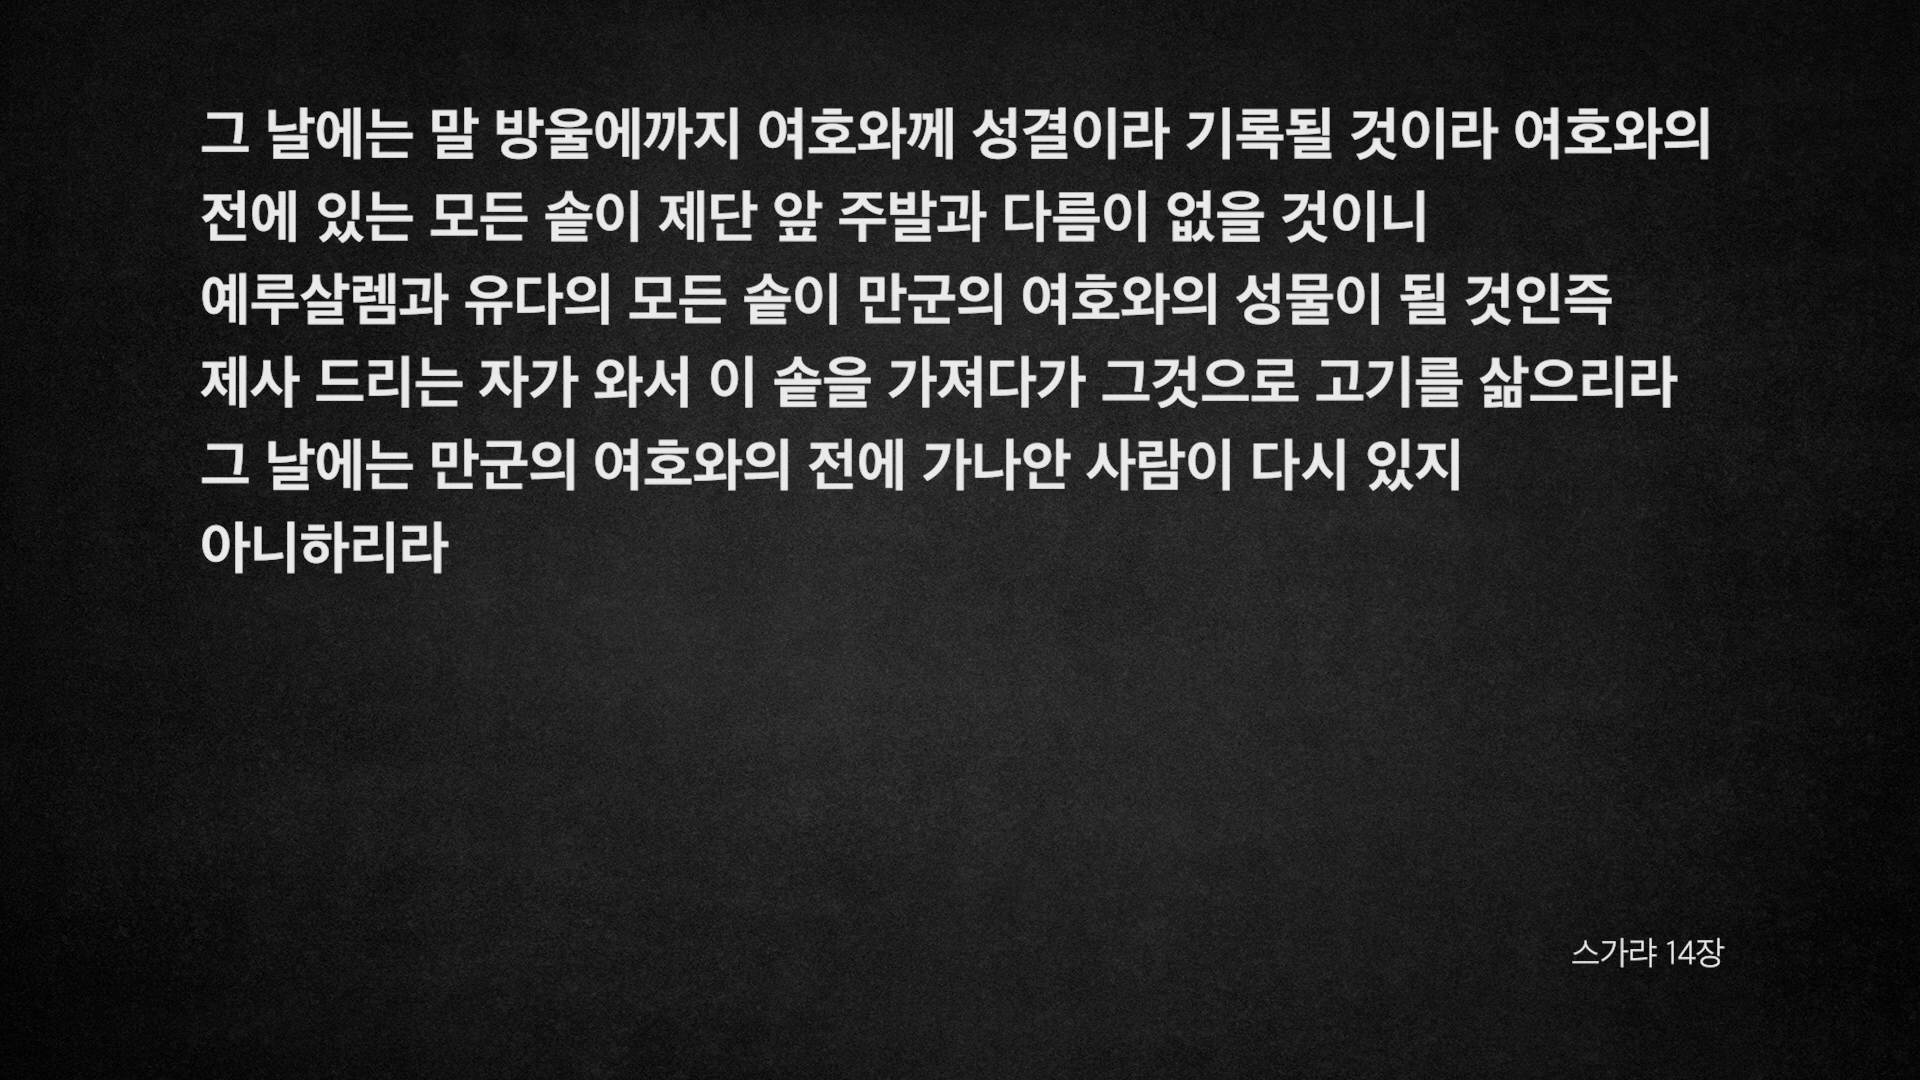 그 날에는 말 방울에까지 여호와께 성결이라 기록될 것이라 여호와의
전에 있는 모든 솥이 제단 앞 주발과 다름이 없을 것이니
예루살렘과 유다의 모든 솥이 만군의 여호와의 성물이 될 것인즉
제사 드리는 자가 와서 이 솥을 가져다가 그것으로 고기를 삶으리라
그 날에는 만군의 여호와의 전에 가나안 사람이 다시 있지
아니하리라
스가랴 14장